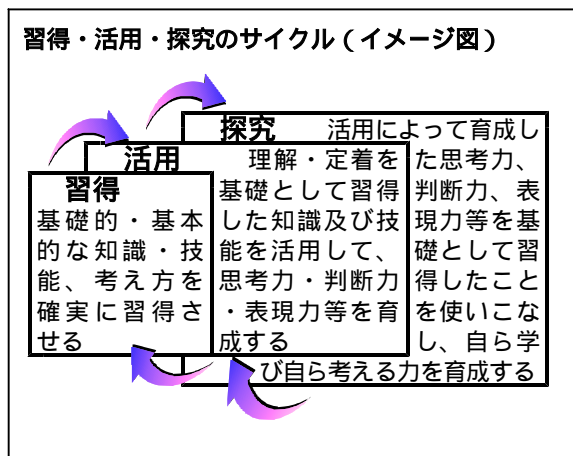 習得・活用・探究のサイクル(イメージ図)
習得
基礎的・基本
的な知識・技
能、考え方を
確実に習得さ
せる
活用
理解・定着を
基礎として習得
した知識及び技
能を活用して、
思考力・判断力
・表現力等を育
成する
探究 活用によって育成し
た思考力、
判断力、表
現力等を基
礎として習
得したこと
を使いこな
し、自ら学
び自ら考える力を育成する